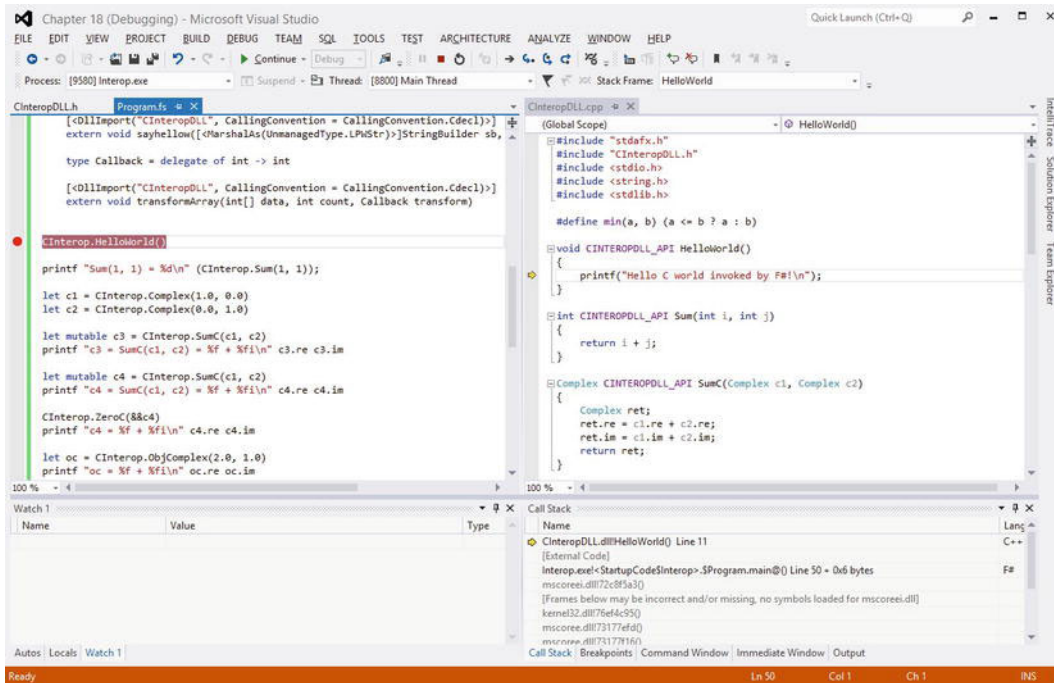 Chapter 18 (Debugging) - Microsoft Visual Studio
Quick Launch (Ctrl+Q)
FILE EDIT VIEW PROJECT BUILD DEBUG TEAM SQL TOOLS TEST ARCHITECTURE ANALYZE WINDOW HELP
Continue - Debug
Process: [9580] Interop.exe Suspend - Thread: [8800] Main Thread Stack Frame: HelloWorld
CInteropDLL.h Program.fs
[<DllImport("CInteropDLL", CallingConvention = CallingConvention.Cdecl)>]
extern void sayhellow([<MarshalAs(UnmanagedType.LPWStr)>]StringBuilder sb,
type Callback = delegate of int -> int
[<DllImport("CInteropDLL", CallingConvention = CallingConvention.Cdecl)>]
extern void transformArray(int[] data, int count, Callback transform)
CInterop.HelloWorld()
printf "Sum(1, 1) = %d\n" (CInterop.Sum(1, 1));
let c1 = CInterop.Complex(1.0, 0.0)
let c2 = CInterop.Complex(0.0, 1.0)
let mutable c3 = CInterop.SumC(c1, c2)
printf "c3 = SumC(c1, c2) = %f + %fi\n" c3.re c3.im
let mutable c4 = CInterop.SumC(c1, c2)
printf "c4 = SumC(c1, c2) = %f + %fi\n" c4.re c4.im
CInterop.ZeroC(&&c4)
printf "c4 = %f + %fi\n" c4.re c4.im
let oc = CInterop.ObjComplex(2.0, 1.0)
printf "oc = %f + %fi\n" oc.re oc.im
100 %
CInteropDLL.cpp
(Global Scope) HelloWorld()
#include "stdafx.h"
#include "CInteropDLL.h"
#include <stdio.h>
#include <string.h>
#include <stdlib.h>
#define min(a, b) (a <= b ? a : b)
void CINTEROPDLL_API HelloWorld()
{
printf("Hello C world invoked by F#!\n");
}
int CINTEROPDLL_API Sum(int i, int j)
{
return i + j;
}
Complex CINTEROPDLL_API SumC(Complex c1, Complex c2)
{
Complex ret;
ret.re = c1.re + c2.re;
ret.im = c1.im + c2.im;
return ret;
}
100 %
IntelliTrace Solution Explorer Team Explorer
Watch 1
Name Value Type
Autos Locals Watch 1
Call Stack
Name Lang
CInteropDLL.dll!HelloWorld() Line 11 C++
[External Code]
Interop.exe!<StartupCode$Interop>.$Program.main@() Line 50 + 0x6 bytes F#
mscoreei.dll!72c8f5a3()
[Frames below may be incorrect and/or missing, no symbols loaded for mscoreei.dll]
kernel32.dll!76ef4c95()
mscoree.dll!73177efd()
mscoree.dll!73177f16()
Call Stack Breakpoints Command Window Immediate Window Output
Ready Ln 50 Col 1 Ch 1 INS